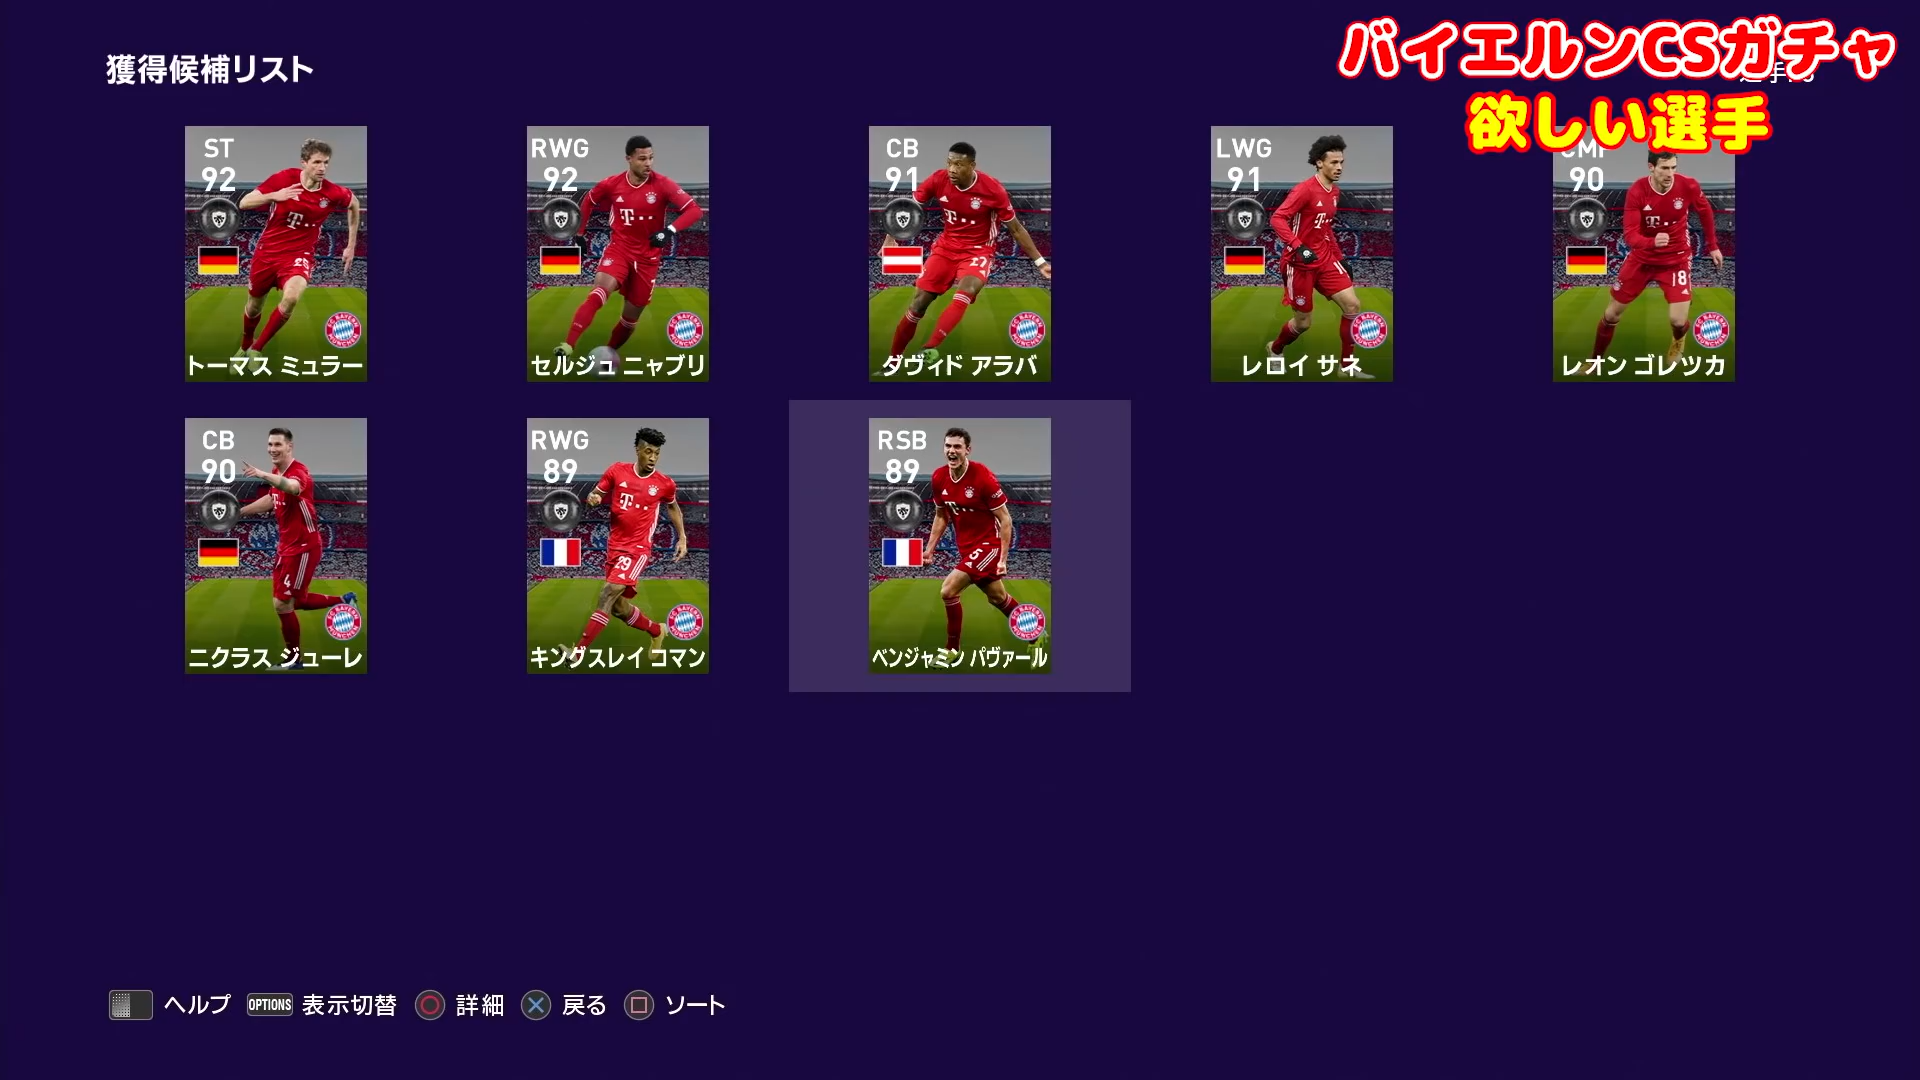 獲得候補リスト
バイエルンCSガチャ
欲しい選手
ST
92
トーマス ミュラー
RWG
92
セルジュ ニャブリ
CB
91
ダヴィド アラバ
LWG
91
レロイ サネ
CMF
90
レオン ゴレツカ
CB
90
ニクラス ジューレ
RWG
89
キングスレイ コマン
RSB
89
ベンジャミン パヴァール
ヘルプ OPTIONS 表示切替 詳細 戻る ソート